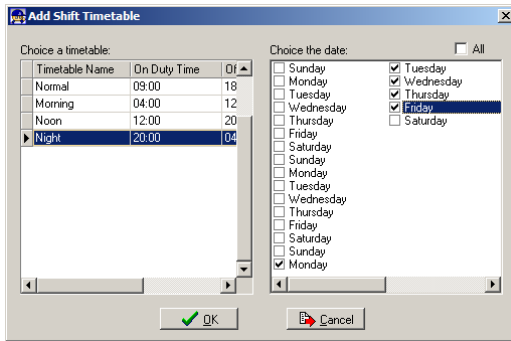 Add Shift Timetable
Choice a timetable:
Timetable Name On Duty Time Of
Normal 09:00 18
Morning 04:00 12
Noon 12:00 20
Night 20:00 04
Choice the date:
All
Sunday
Monday
Tuesday
Wednesday
Thursday
Friday
Saturday
Sunday
Monday
Tuesday
Wednesday
Thursday
Friday
Saturday
Sunday
Monday
Tuesday
Wednesday
Thursday
Friday
Saturday
OK
Cancel